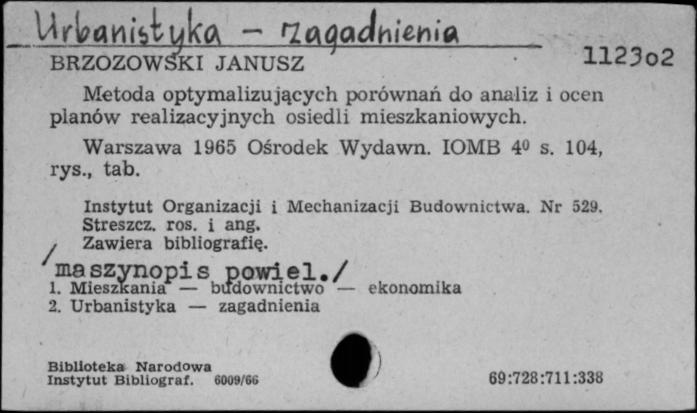 Urbanistyka - zagadnienia
112302
BRZOZOWSKI JANUSZ
Metoda optymalizujących porównań do analiz i ocen
planów realizacyjnych osiedli mieszkaniowych.
Warszawa 1965 Ośrodek Wydawn. IOMB 4⁰ s. 104,
rys., tab.
Instytut Organizacji i Mechanizacji Budownictwa. Nr 529.
Streszcz. ros. i ang.
Zawiera bibliografię.
/maszynopis powiel./
1. Mieszkania — budownictwo — ekonomika
2. Urbanistyka — zagadnienia
Biblioteka Narodowa
Instytut Bibliograf. 6009/66
69:728:711:338